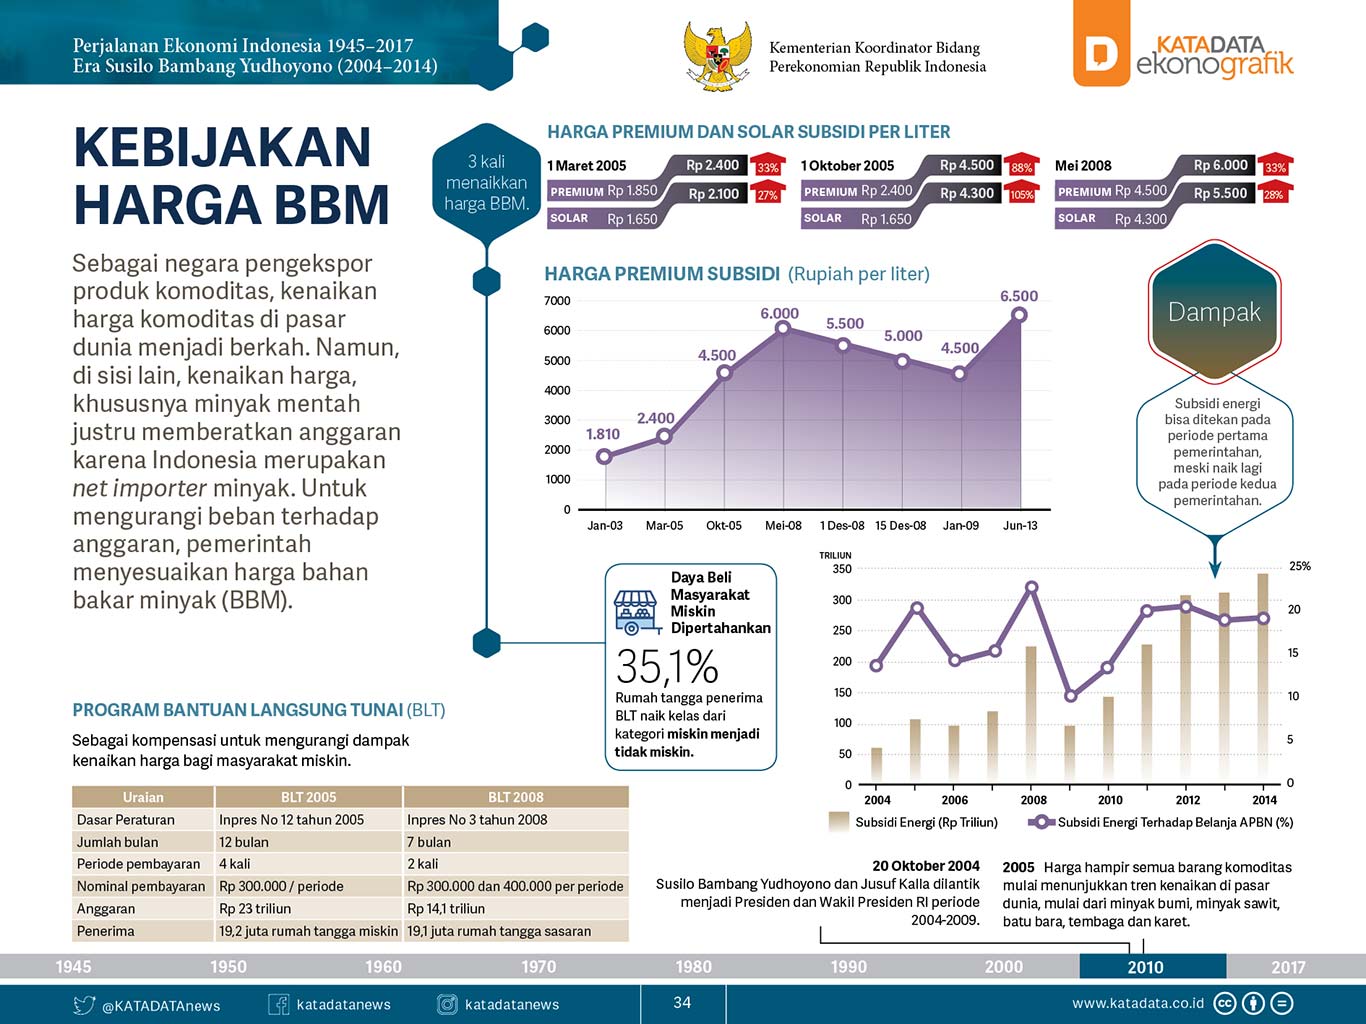 Perjalanan Ekonomi Indonesia 1945–2017
Era Susilo Bambang Yudhoyono (2004–2014)
Kementerian Koordinator Bidang
Perekonomian Republik Indonesia
D
KATADATA
ekonografik
KEBIJAKAN
HARGA BBM
Sebagai negara pengekspor
produk komoditas, kenaikan
harga komoditas di pasar
dunia menjadi berkah. Namun,
di sisi lain, kenaikan harga,
khususnya minyak mentah
justru memberatkan anggaran
karena Indonesia merupakan
net importer minyak. Untuk
mengurangi beban terhadap
anggaran, pemerintah
menyesuaikan harga bahan
bakar minyak (BBM).
3 kali
menaikkan
harga BBM.
HARGA PREMIUM DAN SOLAR SUBSIDI PER LITER
1 Maret 2005 Rp 2.400 33%
PREMIUM Rp 1.850 Rp 2.100 27%
SOLAR Rp 1.650
1 Oktober 2005 Rp 4.500 88%
PREMIUM Rp 2.400 Rp 4.300 105%
SOLAR Rp 1.650
Mei 2008 Rp 6.000 33%
PREMIUM Rp 4.500 Rp 5.500 28%
SOLAR Rp 4.300
HARGA PREMIUM SUBSIDI (Rupiah per liter)
7000
6000
5000
4000
3000
2000
1000
0
1.810
2.400
4.500
6.000
5.500
5.000
4.500
6.500
Jan-03 Mar-05 Okt-05 Mei-08 1 Des-08 15 Des-08 Jan-09 Jun-13
Dampak
Subsidi energi
bisa ditekan pada
periode pertama
pemerintahan,
meski naik lagi
pada periode kedua
pemerintahan.
Daya Beli
Masyarakat
Miskin
Dipertahankan
35,1%
Rumah tangga penerima
BLT naik kelas dari
kategori miskin menjadi
tidak miskin.
TRILIUN
350
300
250
200
150
100
50
0
25%
20
15
10
5
0
2004 2006 2008 2010 2012 2014
Subsidi Energi (Rp Triliun) Subsidi Energi Terhadap Belanja APBN (%)
PROGRAM BANTUAN LANGSUNG TUNAI (BLT)
Sebagai kompensasi untuk mengurangi dampak
kenaikan harga bagi masyarakat miskin.
Uraian BLT 2005 BLT 2008
Dasar Peraturan Inpres No 12 tahun 2005 Inpres No 3 tahun 2008
Jumlah bulan 12 bulan 7 bulan
Periode pembayaran 4 kali 2 kali
Nominal pembayaran Rp 300.000 / periode Rp 300.000 dan 400.000 per periode
Anggaran Rp 23 triliun Rp 14,1 triliun
Penerima 19,2 juta rumah tangga miskin 19,1 juta rumah tangga sasaran
20 Oktober 2004
Susilo Bambang Yudhoyono dan Jusuf Kalla dilantik
menjadi Presiden dan Wakil Presiden RI periode
2004-2009.
2005 Harga hampir semua barang komoditas
mulai menunjukkan tren kenaikan di pasar
dunia, mulai dari minyak bumi, minyak sawit,
batu bara, tembaga dan karet.
1945 1950 1960 1970 1980 1990 2000 2010 2017
@KATADATAnews katadatanews katadatanews 34 www.katadata.co.id cc